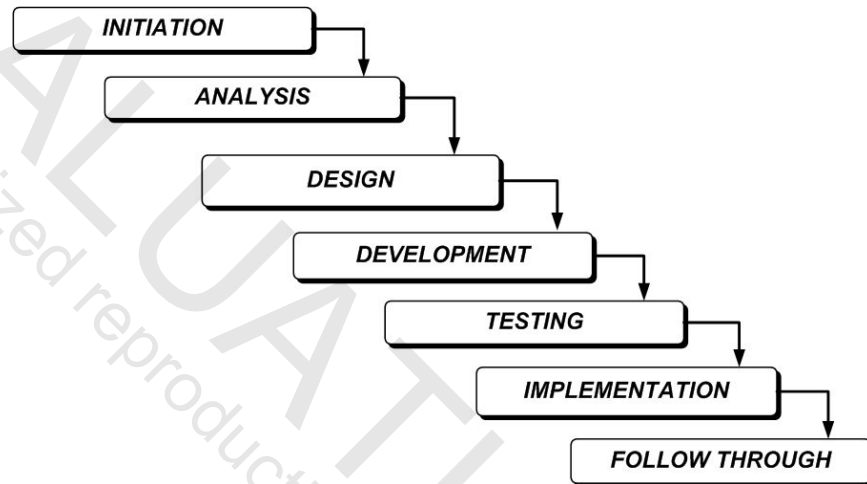 INITIATION
ANALYSIS
DESIGN
DEVELOPMENT
TESTING
IMPLEMENTATION
FOLLOW THROUGH